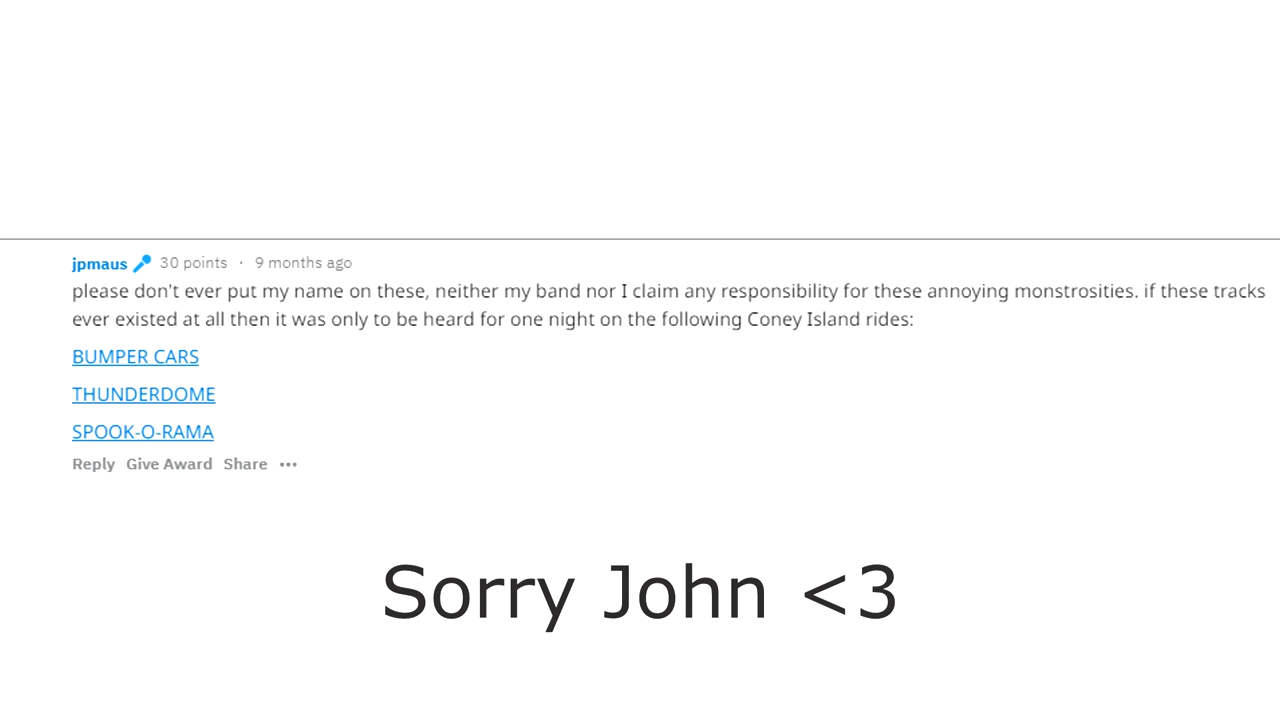 jpmaus 30 points · 9 months ago
please don't ever put my name on these, neither my band nor I claim any responsibility for these annoying monstrosities. if these tracks
ever existed at all then it was only to be heard for one night on the following Coney Island rides:
BUMPER CARS
THUNDERDOME
SPOOK-O-RAMA
Reply Give Award Share •••
Sorry John <3